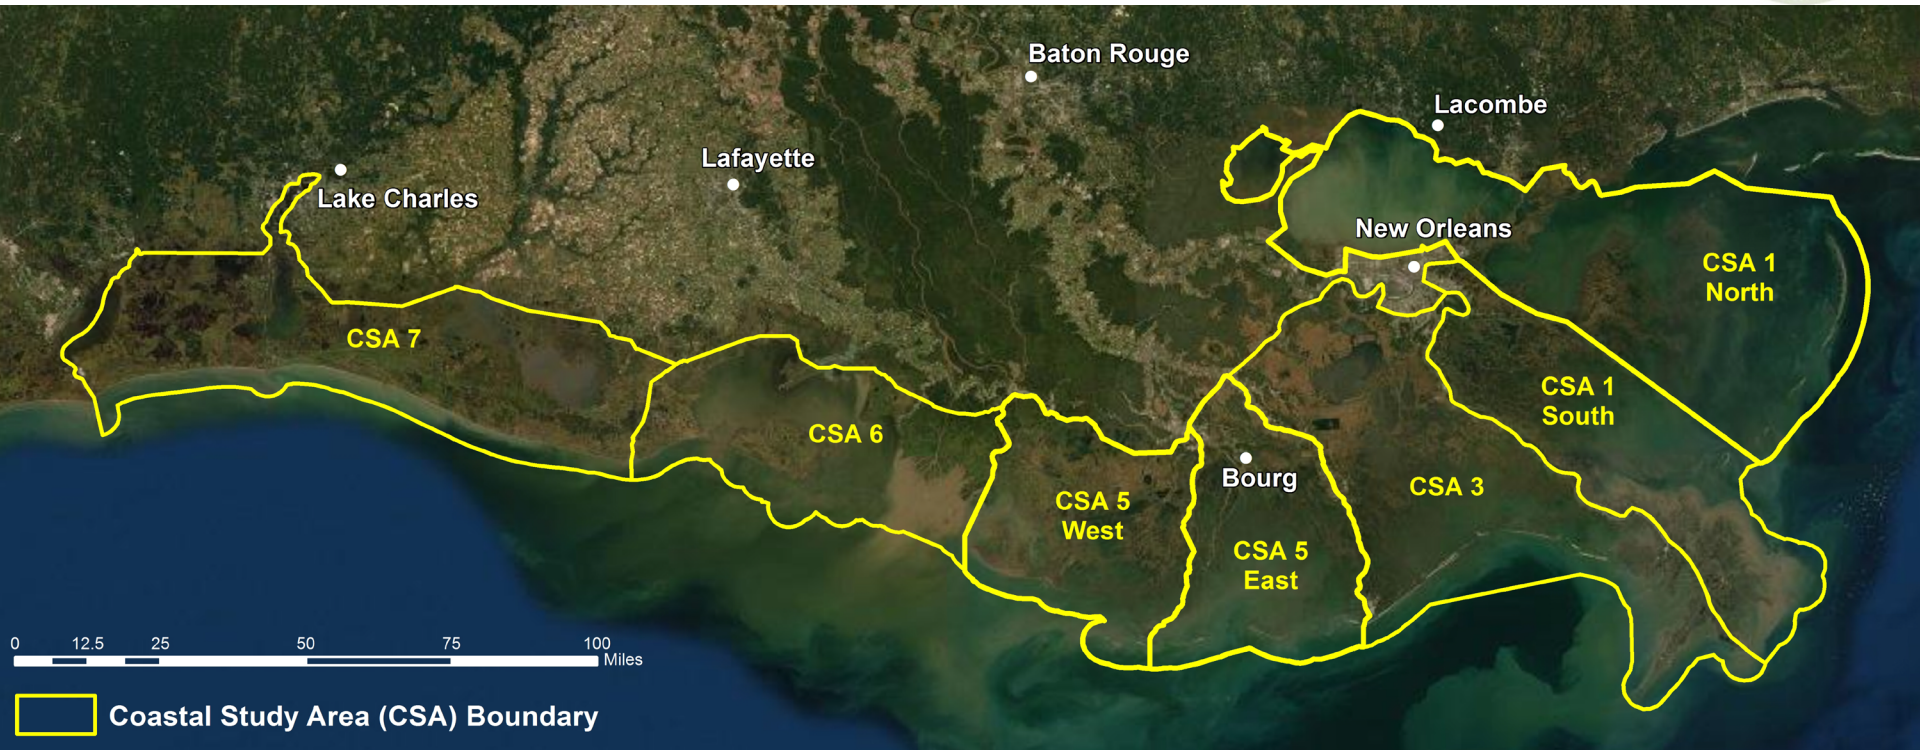 Baton Rouge
Lacombe
Lafayette
Lake Charles
New Orleans
CSA 1
North
CSA 7
CSA 1
South
CSA 6
Bourg
CSA 3
CSA 5
West
CSA 5
East
0 12.5 25 50 75 100
Miles
Coastal Study Area (CSA) Boundary